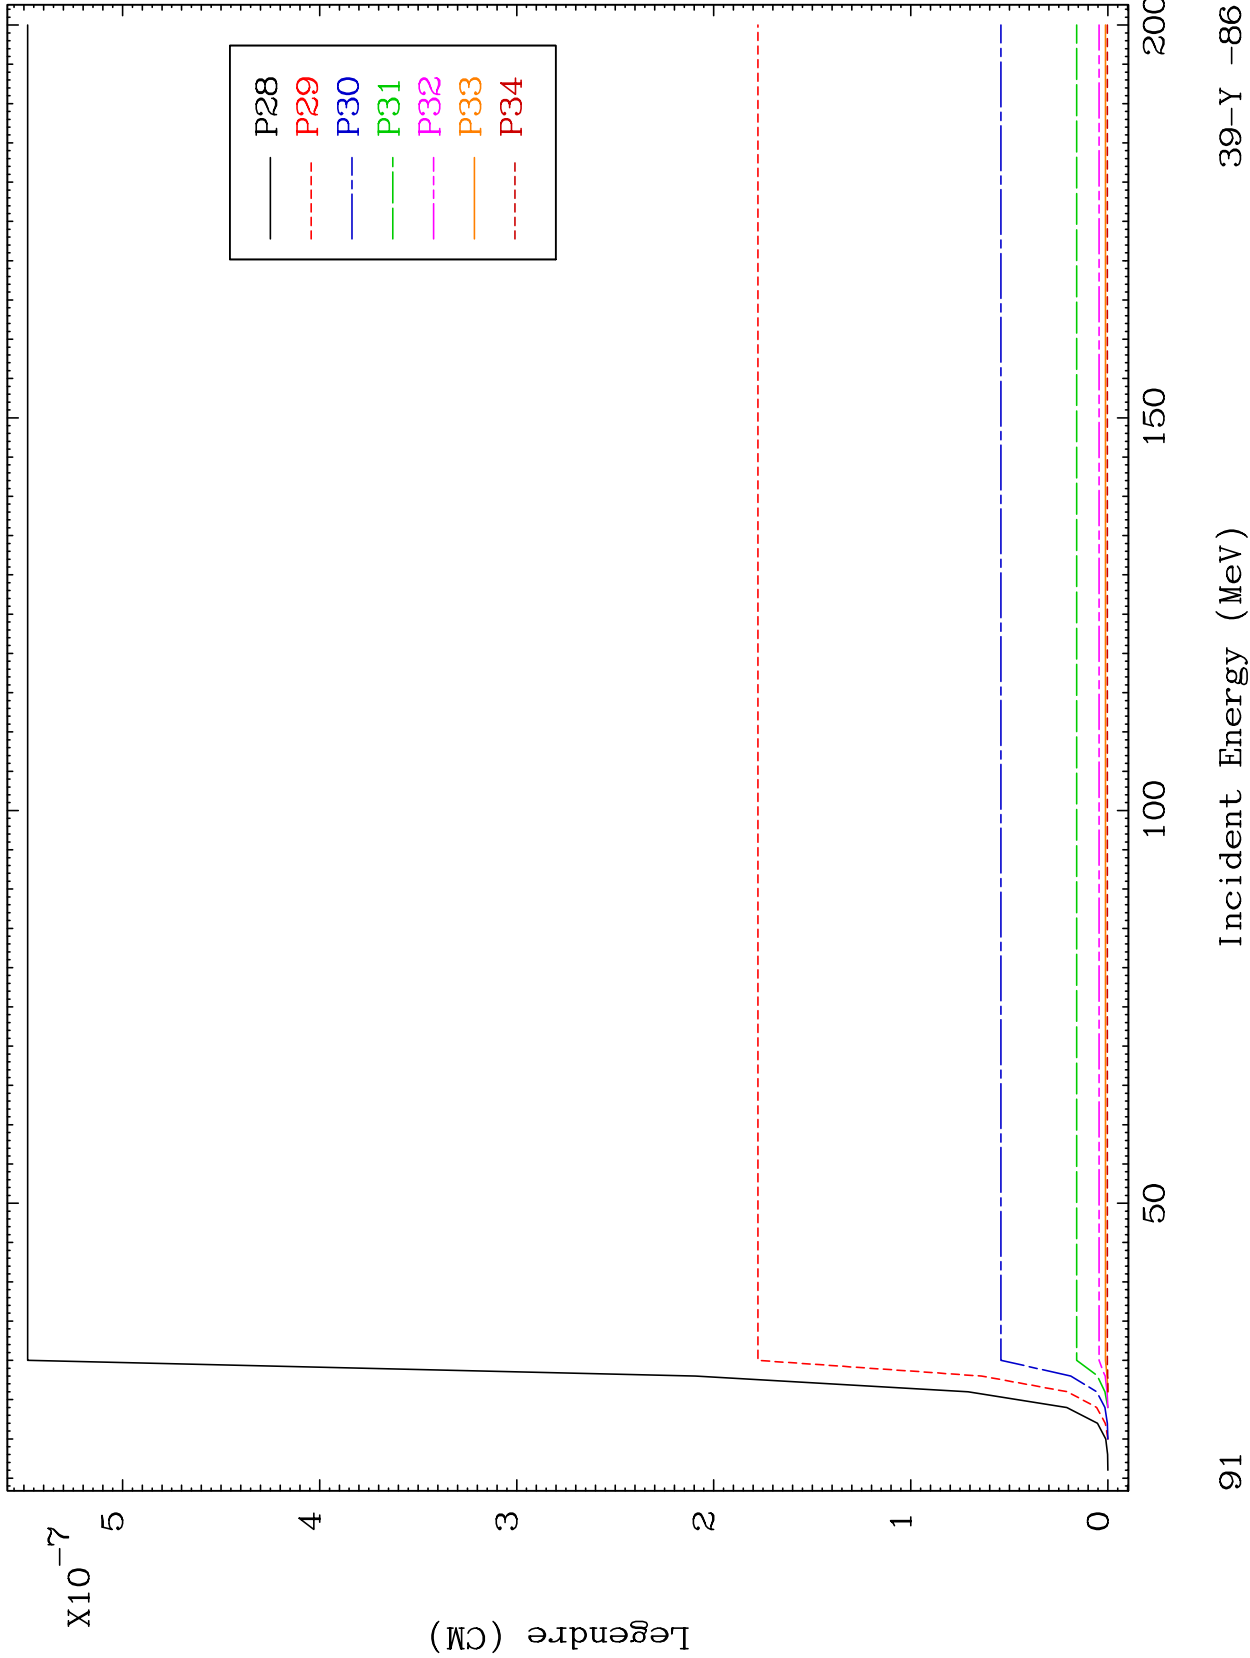 X10-7
5
4
3
2
1
0
Legendre (CM)
P28
P29
P30
P31
P32
P33
P34
50
100
150
200
91
Incident Energy (MeV)
39-Y -86